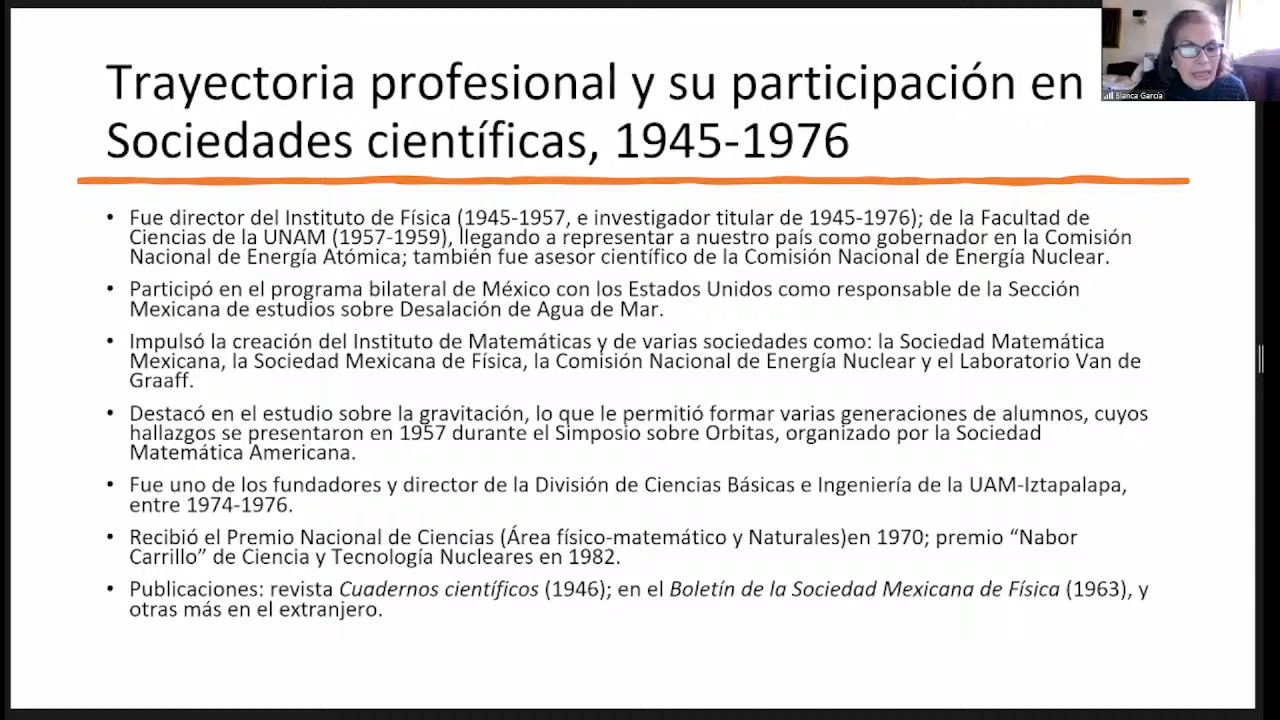 Trayectoria profesional y su participación en
Sociedades científicas, 1945-1976
Blanca García
• Fue director del Instituto de Física (1945-1957, e investigador titular de 1945-1976); de la Facultad de
Ciencias de la UNAM (1957-1959), llegando a representar a nuestro país como gobernador en la Comisión
Nacional de Energía Atómica; también fue asesor científico de la Comisión Nacional de Energía Nuclear.
• Participó en el programa bilateral de México con los Estados Unidos como responsable de la Sección
Mexicana de estudios sobre Desalación de Agua de Mar.
• Impulsó la creación del Instituto de Matemáticas y de varias sociedades como: la Sociedad Matemática
Mexicana, la Sociedad Mexicana de Física, la Comisión Nacional de Energía Nuclear y el Laboratorio Van de
Graaff.
• Destacó en el estudio sobre la gravitación, lo que le permitió formar varias generaciones de alumnos, cuyos
hallazgos se presentaron en 1957 durante el Simposio sobre Orbitas, organizado por la Sociedad
Matemática Americana.
• Fue uno de los fundadores y director de la División de Ciencias Básicas e Ingeniería de la UAM-Iztapalapa,
entre 1974-1976.
• Recibió el Premio Nacional de Ciencias (Área físico-matemático y Naturales)en 1970; premio “Nabor
Carrillo” de Ciencia y Tecnología Nucleares en 1982.
• Publicaciones: revista Cuadernos científicos (1946); en el Boletín de la Sociedad Mexicana de Física (1963), y
otras más en el extranjero.